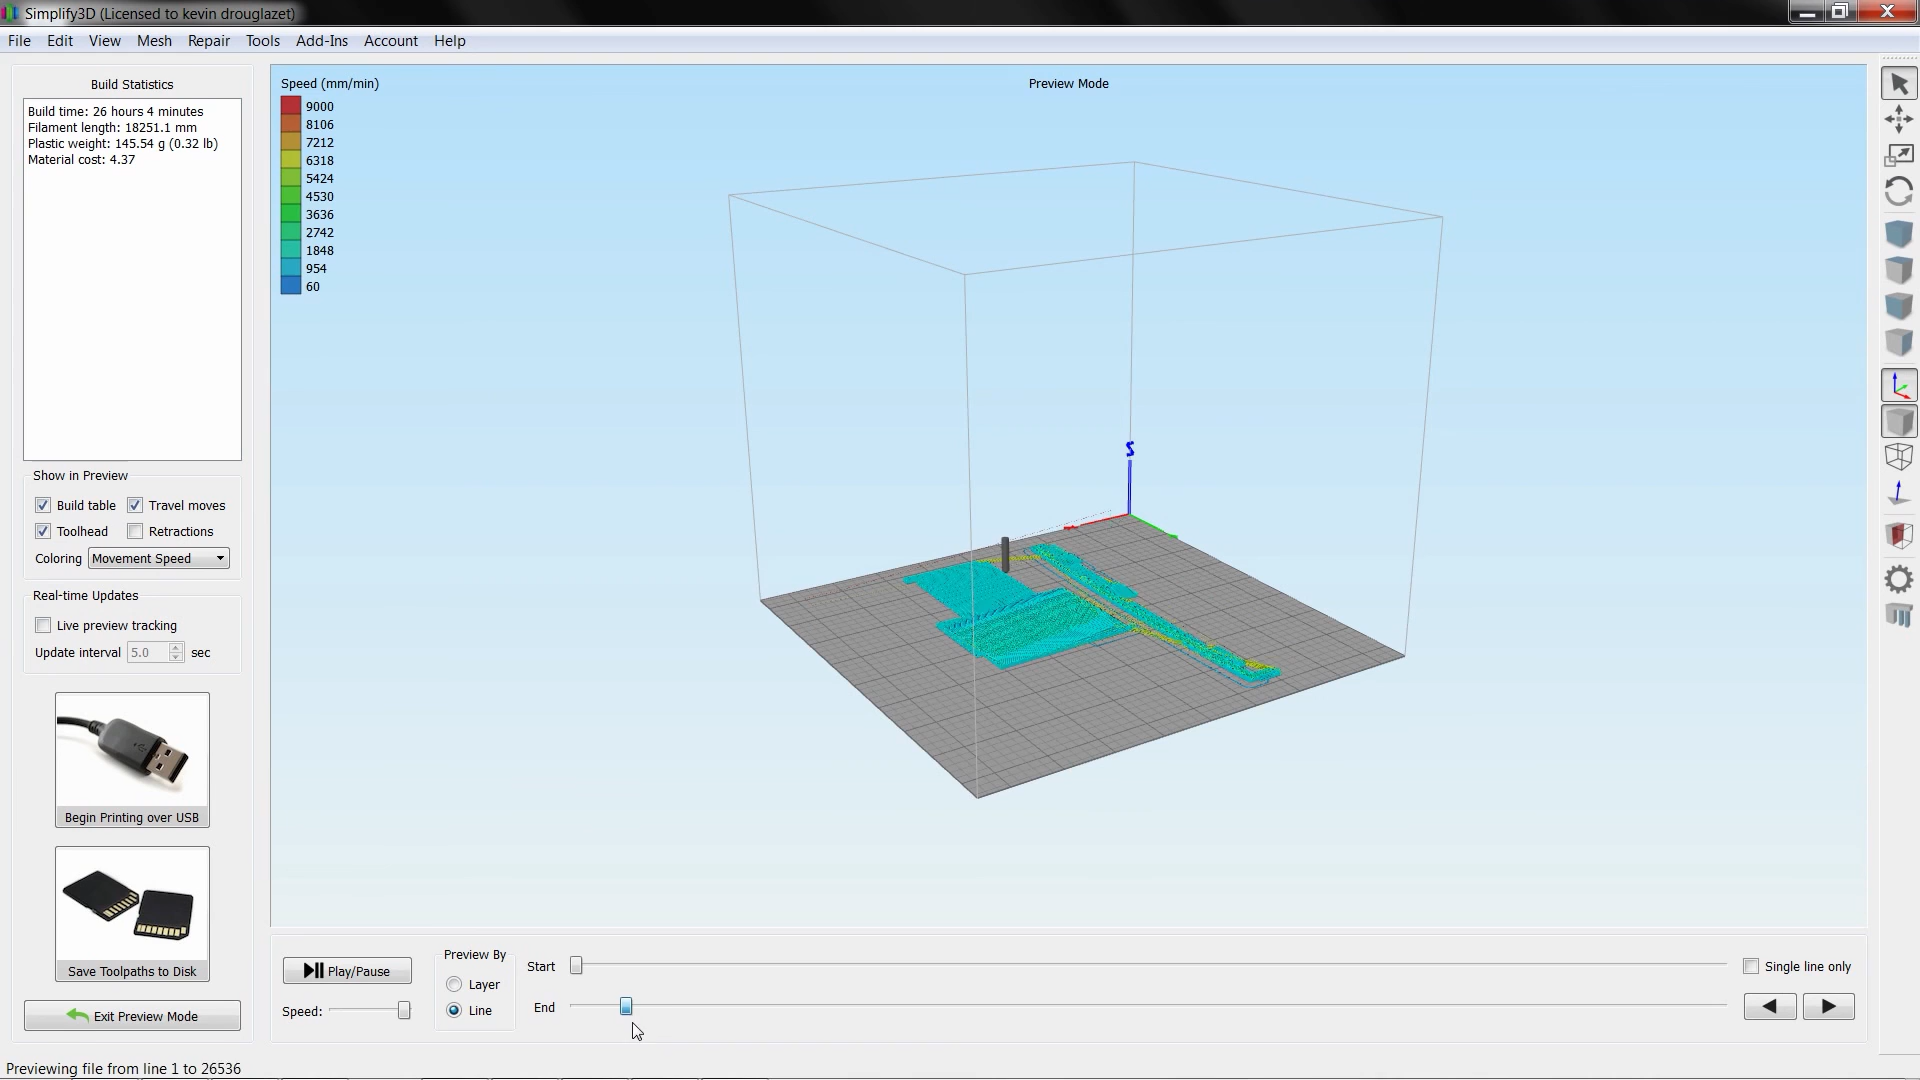 Simplify3D (Licensed to kevin drouglazet)
File Edit View Mesh Repair Tools Add-Ins Account Help
Build Statistics
Build time: 26 hours 4 minutes
Filament length: 18251.1 mm
Plastic weight: 145.54 g (0.32 lb)
Material cost: 4.37
Show in Preview
Build table Travel moves
Toolhead Retractions
Coloring Movement Speed
Real-time Updates
Live preview tracking
Update interval 5.0 sec
Begin Printing over USB
Save Toolpaths to Disk
Exit Preview Mode
Speed (mm/min)
9000
8106
7212
6318
5424
4530
3636
2742
1848
954
60
Preview Mode
Play/Pause
Speed:
Preview By
Layer
Line
Start
End
Single line only
Previewing file from line 1 to 26536